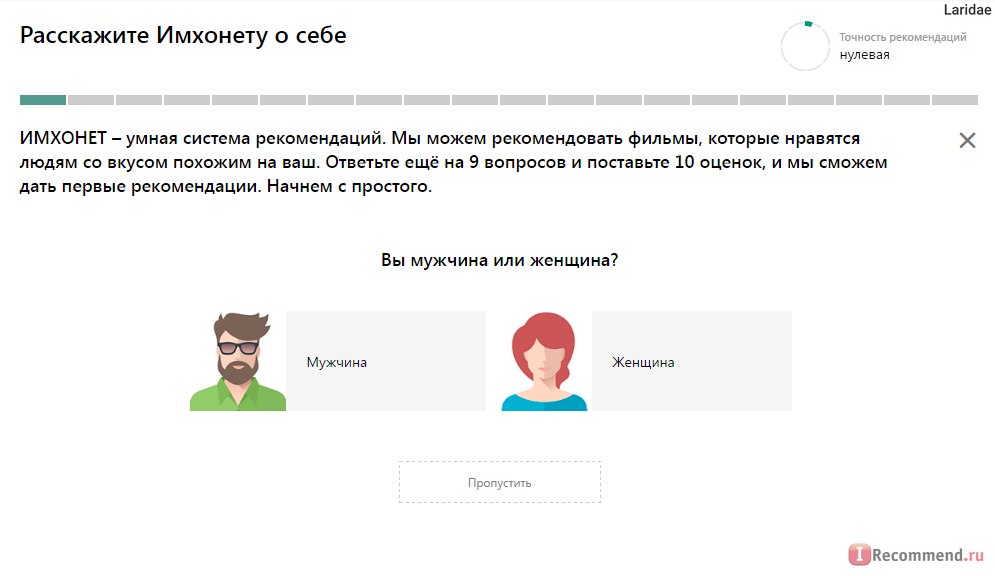 Laridae
Расскажите Имхонету о себе
Точность рекомендаций
нулевая
ИМХОНЕТ – умная система рекомендаций. Мы можем рекомендовать фильмы, которые нравятся
людям со вкусом похожим на ваш. Ответьте ещё на 9 вопросов и поставьте 10 оценок, и мы сможем
дать первые рекомендации. Начнем с простого.
Вы мужчина или женщина?
Мужчина
Женщина
Пропустить
IRecommend.ru